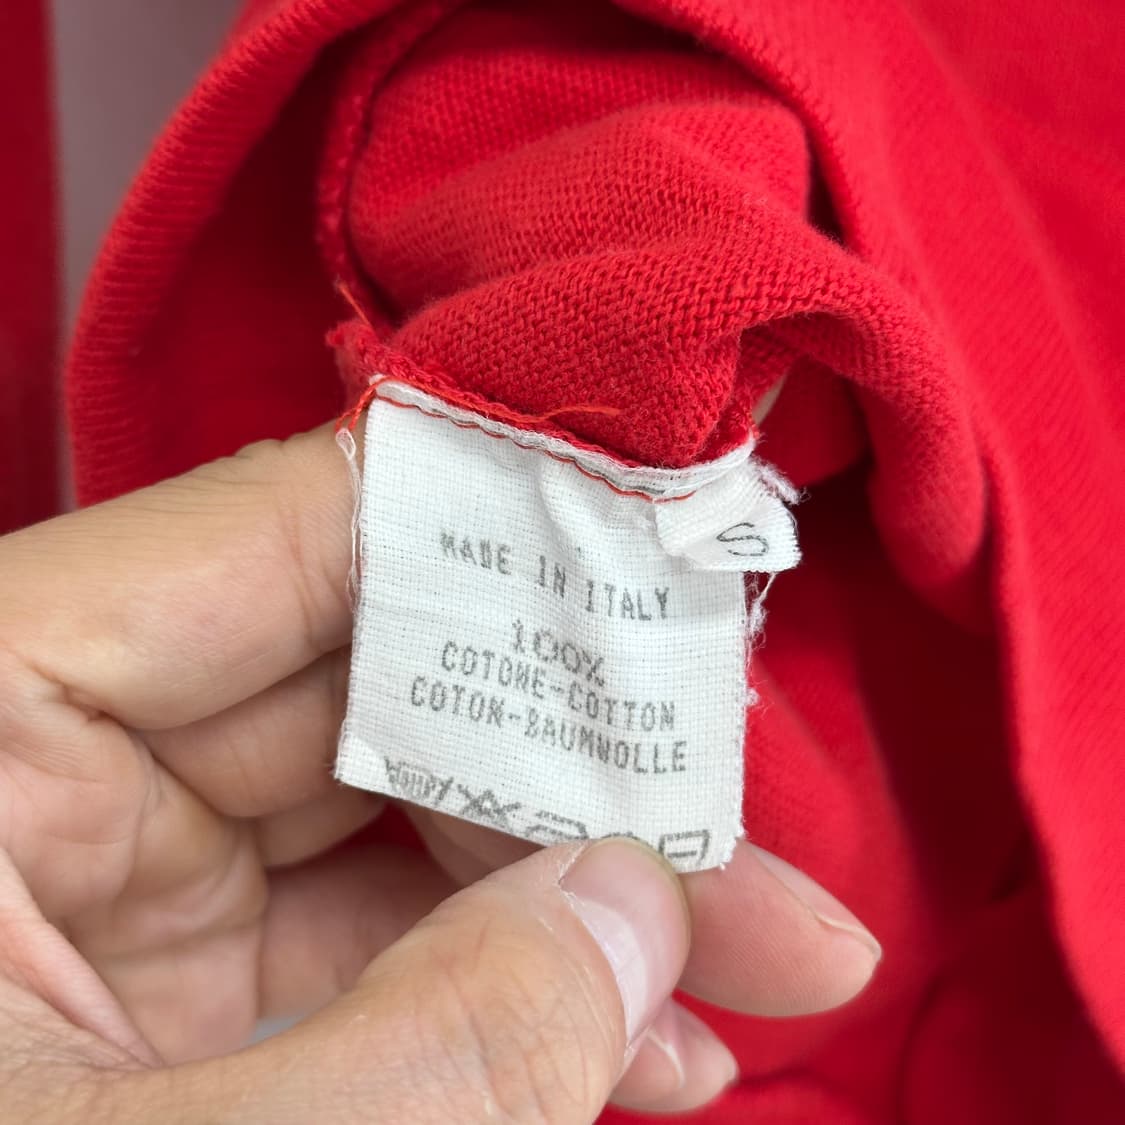 S
MADE IN ITALY
100%
COTONE-COTTON
COTON-BAUMWOLLE